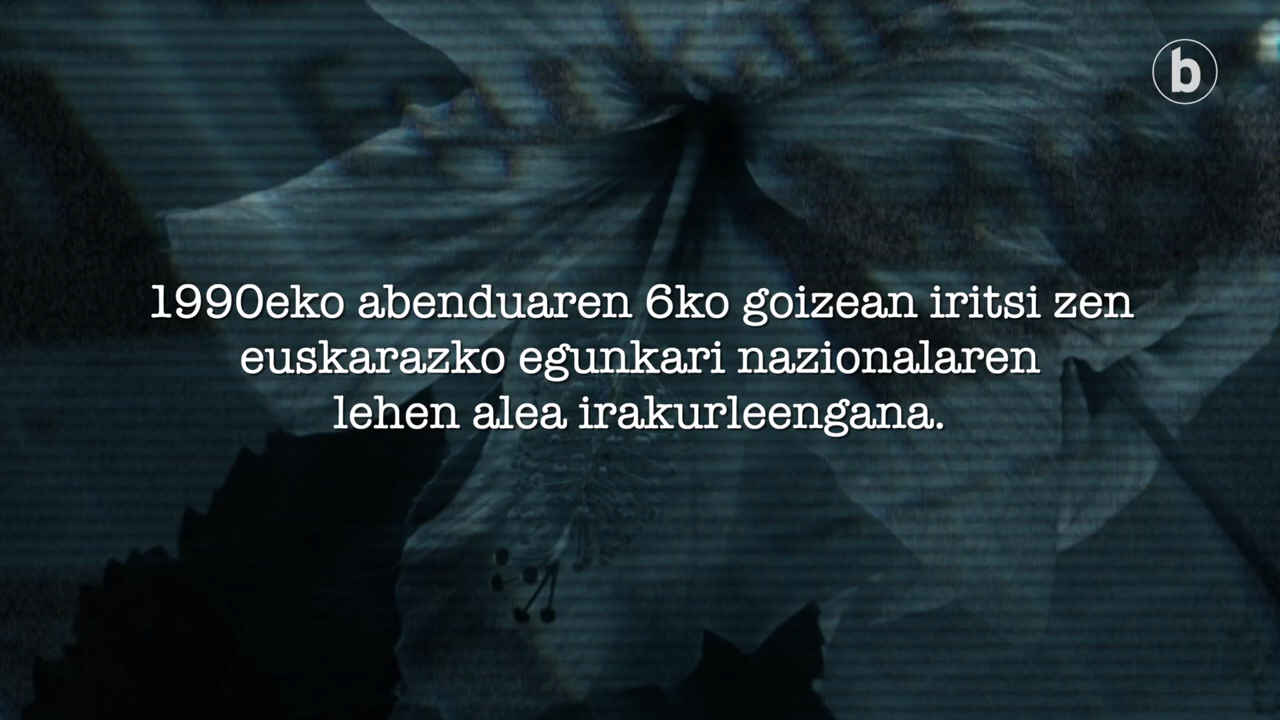 b
1990eko abenduaren 6ko goizean iritsi zen
euskarazko egunkari nazionalaren
lehen alea irakurleengana.